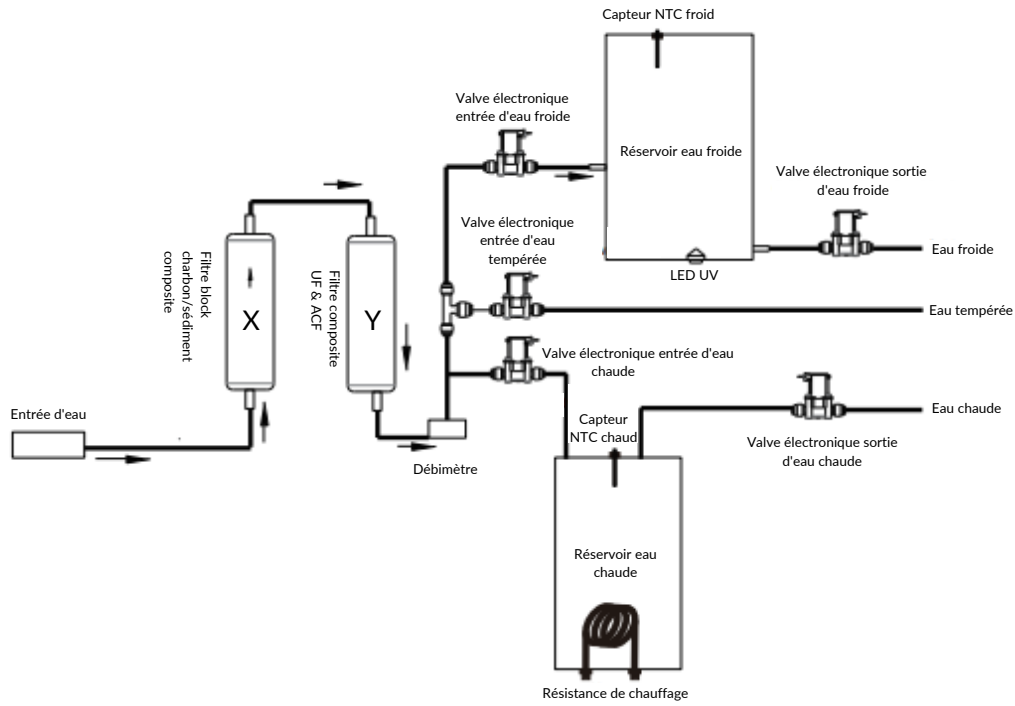 Capteur NTC froid
Valve électronique
entrée d'eau froide
Réservoir eau froide
Valve électronique sortie
d'eau froide
Valve électronique
entrée d'eau
tempérée
Eau froide
LED UV
Filtre block
charbon/sédiment
composite
X
Filtre composite
UF & ACF
Y
Eau tempérée
Valve électronique entrée d'eau
chaude
Entrée d'eau
Capteur
NTC chaud
Eau chaude
Valve électronique sortie
d'eau chaude
Débimètre
Réservoir eau
chaude
Résistance de chauffage